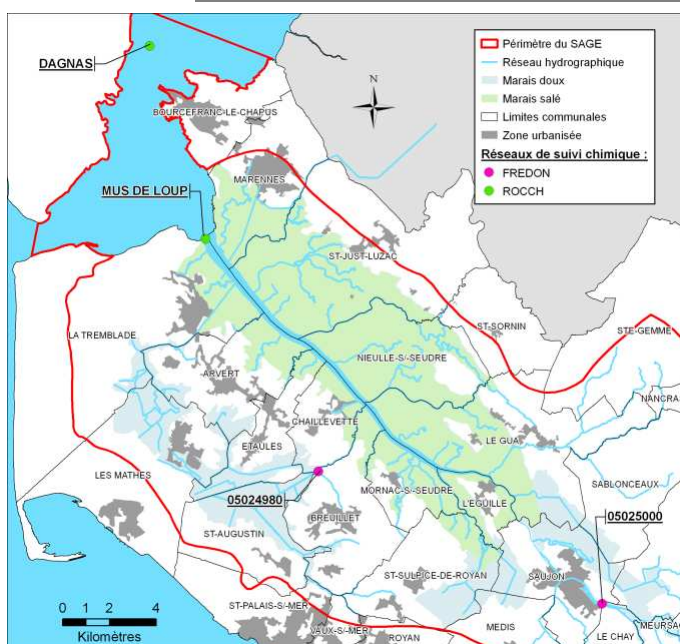 DAGNAS
BOURCEFRANC-LE-CHAPUS
N
Périmètre du SAGE
Réseau hydrographique
Marais doux
Marais salé
Limites communales
Zone urbanisée
Réseaux de suivi chimique :
FREDON
ROCCH
MARENNES
MUS DE LOUP
ST-JUST-LUZAC
LA TREMBLADE
ST-SORNIN
STE-GEMME
NIEULLE-S/-SEUDRE
ARVERT
NANCRAS
CHAILLEVETTE
ETAULES
LE GUA
LES MATHES
SABLONCEAUX
MORNAC-S/-SEUDRE
L'EGUILLE
05024980
BREUILLET
05025000
ST-AUGUSTIN
SAUJON
ST-SULPICE-DE-ROYAN
0 1 2 4
Kilomètres
ST-PALAIS-S/-MER
VAUX-S/-MER
ROYAN
MEDIS
LE CHAY
MEURSAC